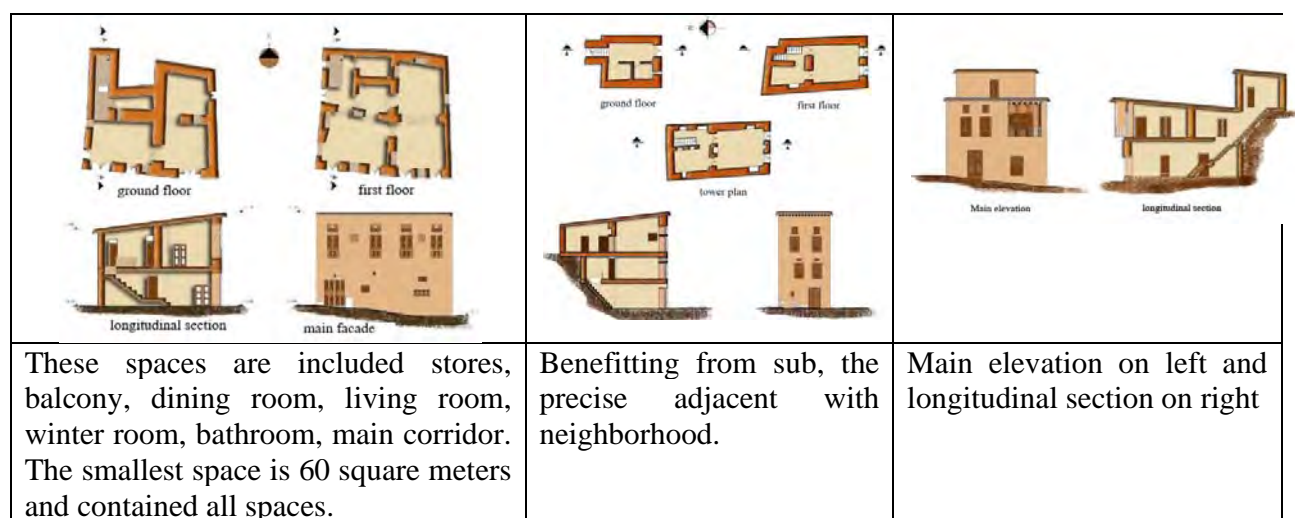 ground floor
first floor
longitudinal section
main facade
ground floor
first floor
tower plan
Main elevation
longitudinal section
These spaces are included stores,
balcony, dining room, living room,
winter room, bathroom, main corridor.
The smallest space is 60 square meters
and contained all spaces.
Benefitting from sub, the
precise adjacent with
neighborhood.
Main elevation on left and
longitudinal section on right